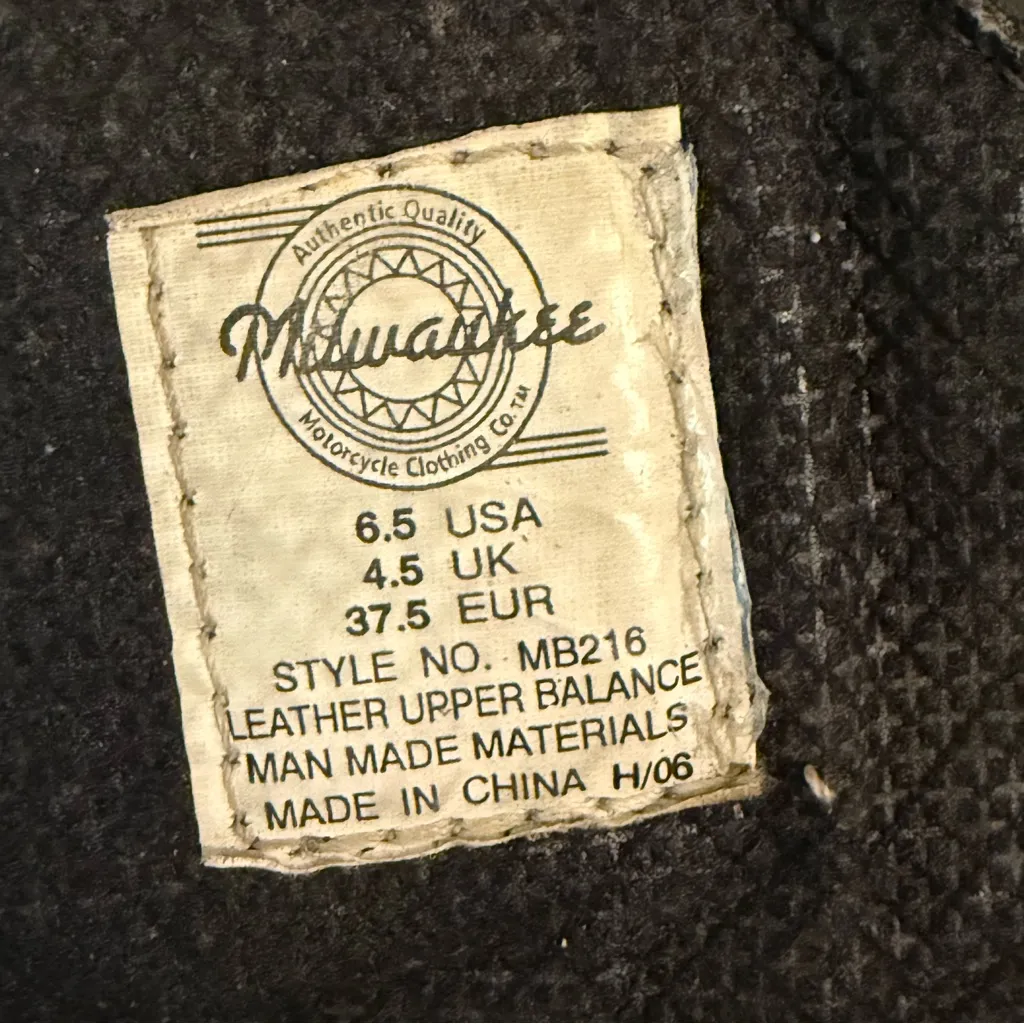 Authentic Quality
Milwaukee
Motorcycle Clothing Co.™
6.5 USA
4.5 UK
37.5 EUR
STYLE NO. MB216
LEATHER UPPER BALANCE
MAN MADE MATERIALS
MADE IN CHINA H/06